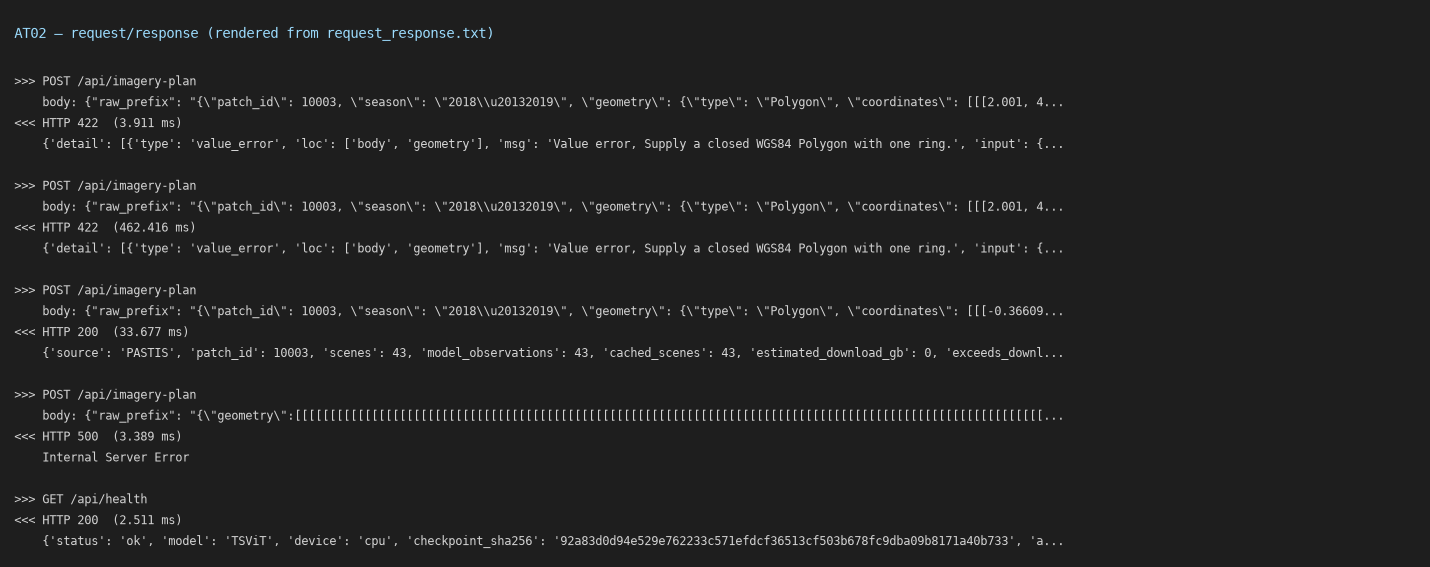 AT02 — request/response (rendered from request_response.txt)
>>> POST /api/imagery-plan
body: {"raw_prefix": "{\"patch_id\": 10003, \"season\": \"2018\\u20132019\", \"geometry\": {\"type\": \"Polygon\", \"coordinates\": [[[2.001, 4...
<<< HTTP 422  (3.911 ms)
{'detail': [{'type': 'value_error', 'loc': ['body', 'geometry'], 'msg': 'Value error, Supply a closed WGS84 Polygon with one ring.', 'input': {...
>>> POST /api/imagery-plan
body: {"raw_prefix": "{\"patch_id\": 10003, \"season\": \"2018\\u20132019\", \"geometry\": {\"type\": \"Polygon\", \"coordinates\": [[[2.001, 4...
<<< HTTP 422  (462.416 ms)
{'detail': [{'type': 'value_error', 'loc': ['body', 'geometry'], 'msg': 'Value error, Supply a closed WGS84 Polygon with one ring.', 'input': {...
>>> POST /api/imagery-plan
body: {"raw_prefix": "{\"patch_id\": 10003, \"season\": \"2018\\u20132019\", \"geometry\": {\"type\": \"Polygon\", \"coordinates\": [[[-0.36609...
<<< HTTP 200  (33.677 ms)
{'source': 'PASTIS', 'patch_id': 10003, 'scenes': 43, 'model_observations': 43, 'cached_scenes': 43, 'estimated_download_gb': 0, 'exceeds_downl...
>>> POST /api/imagery-plan
body: {"raw_prefix": "{\"geometry\":[[[[[[[[[[[[[[[[[[[[[[[[[[[[[[[[[[[[[[[[[[[[[[[[[[[[[[[[[[[[[[[[[[[[[[[[[[[[[[[[[[[[[[[[[[[[[[[[[[[[[[[[[[[...
<<< HTTP 500  (3.389 ms)
Internal Server Error
>>> GET /api/health
<<< HTTP 200  (2.511 ms)
{'status': 'ok', 'model': 'TSViT', 'device': 'cpu', 'checkpoint_sha256': '92a83d0d94e529e762233c571efdcf36513cf503b678fc9dba09b8171a40b733', 'a...